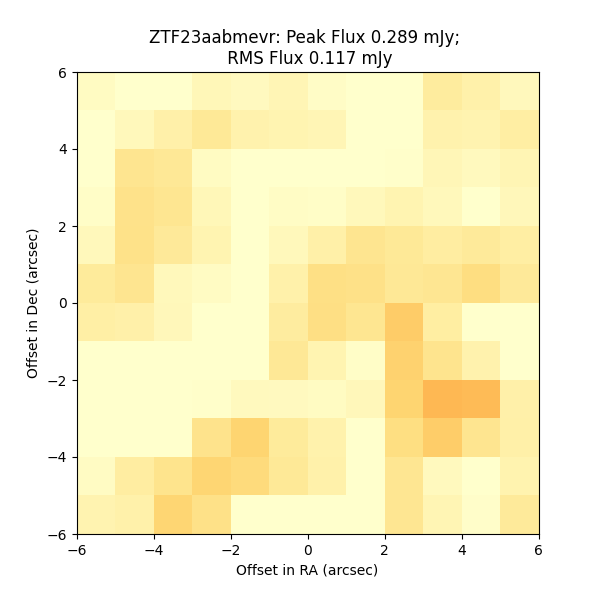 ZTF23aabmevr: Peak Flux 0.289 mJy;
RMS Flux 0.117 mJy
6
4
2
0
−2
−4
−6
Offset in Dec (arcsec)
−6 −4 −2 0 2 4 6
Offset in RA (arcsec)